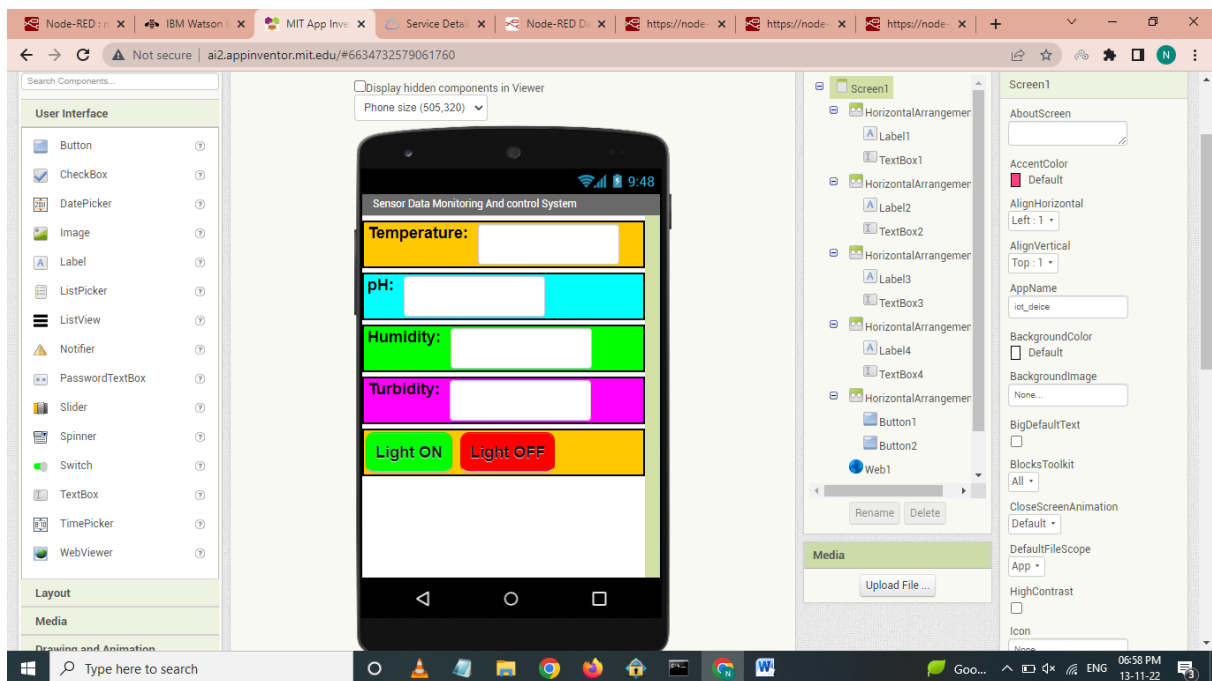 Node-RED : n
IBM Watson
MIT App Inve
Service Detail
Node-RED Da
https://node-
https://node-
https://node-
Not secure | ai2.appinventor.mit.edu/#6634732579061760
N
Search Components...
User Interface
Button
CheckBox
DatePicker
Image
Label
ListPicker
ListView
Notifier
PasswordTextBox
Slider
Spinner
Switch
TextBox
TimePicker
WebViewer
Layout
Media
Drawing and Animation
Display hidden components in Viewer
Phone size (505,320)
9:48
Sensor Data Monitoring And control System
Temperature:
pH:
Humidity:
Turbidity:
Light ON
Light OFF
Screen1
HorizontalArrangemer
Label1
TextBox1
HorizontalArrangemer
Label2
TextBox2
HorizontalArrangemer
Label3
TextBox3
HorizontalArrangemer
Label4
TextBox4
HorizontalArrangemer
Button1
Button2
Web1
Rename
Delete
Media
Upload File ...
Screen1
AboutScreen
AccentColor
Default
AlignHorizontal
Left : 1
AlignVertical
Top : 1
AppName
iot_deice
BackgroundColor
Default
BackgroundImage
None...
BigDefaultText
BlocksToolkit
All
CloseScreenAnimation
Default
DefaultFileScope
App
HighContrast
Icon
None...
Type here to search
Goo...
ENG
06:58 PM
13-11-22
3